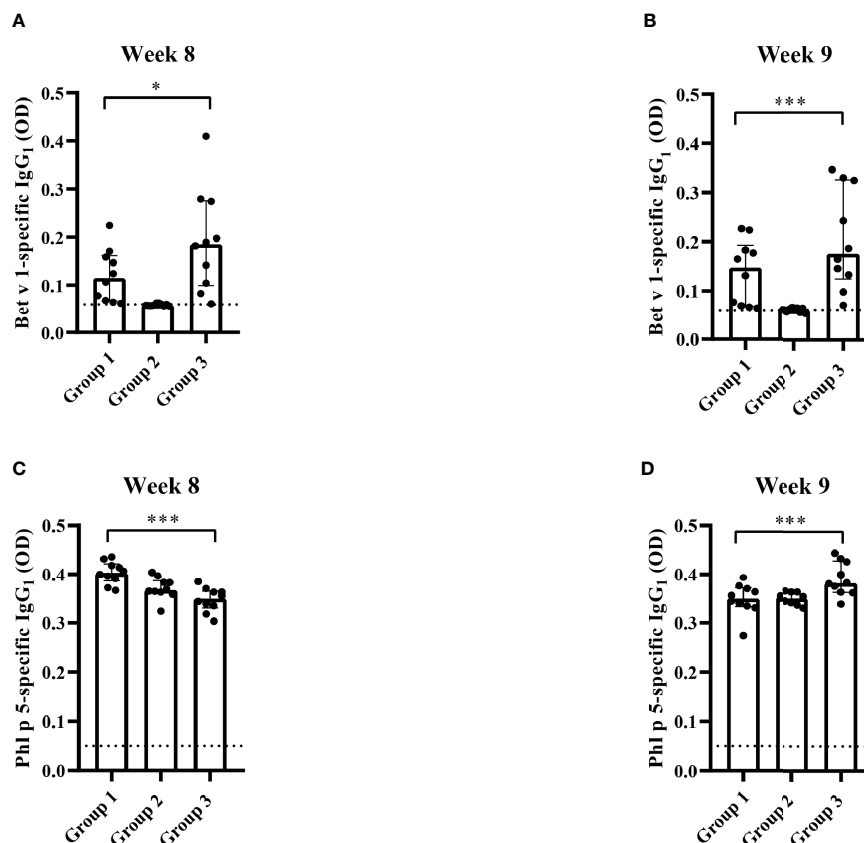 A
Week 8
Bet v 1-specific IgG1 (OD)
0.5
0.4
0.3
0.2
0.1
0.0
*
Group 1
Group 2
Group 3
B
Week 9
Bet v 1-specific IgG1 (OD)
0.5
0.4
0.3
0.2
0.1
0.0
***
Group 1
Group 2
Group 3
C
Week 8
Phl p 5-specific IgG1 (OD)
0.5
0.4
0.3
0.2
0.1
0.0
***
Group 1
Group 2
Group 3
D
Week 9
Phl p 5-specific IgG1 (OD)
0.5
0.4
0.3
0.2
0.1
0.0
***
Group 1
Group 2
Group 3